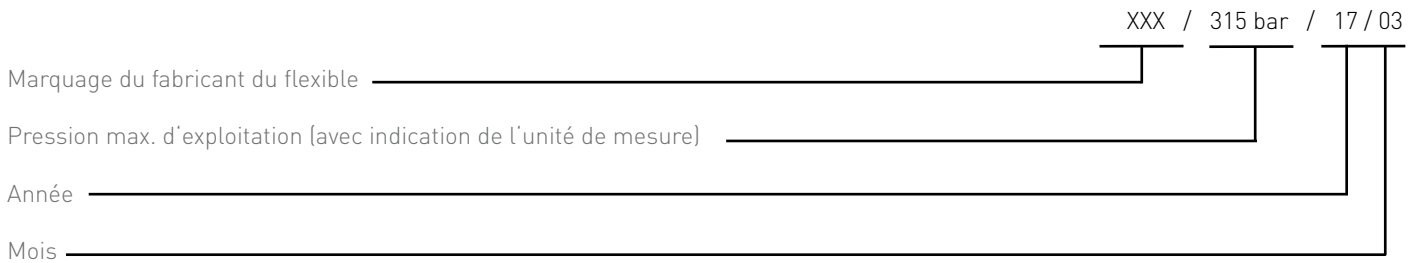 XXX / 315 bar / 17 / 03
Marquage du fabricant du flexible
Pression max. d‘exploitation (avec indication de l‘unité de mesure)
Année
Mois